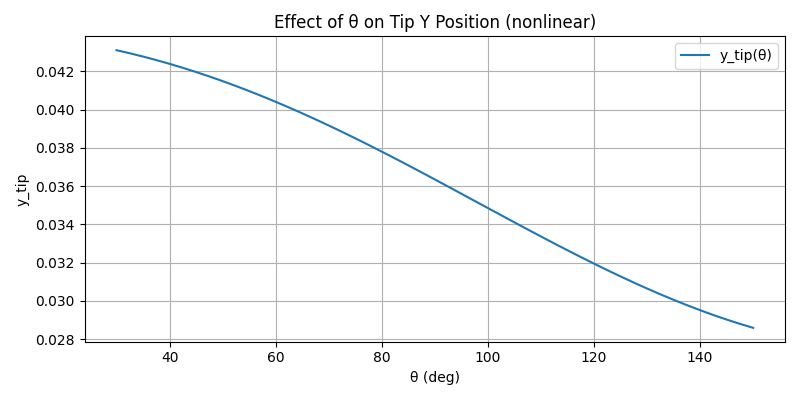 Effect of θ on Tip Y Position (nonlinear)
y_tip(θ)
y_tip
0.042
0.040
0.038
0.036
0.034
0.032
0.030
0.028
40 60 80 100 120 140
θ (deg)